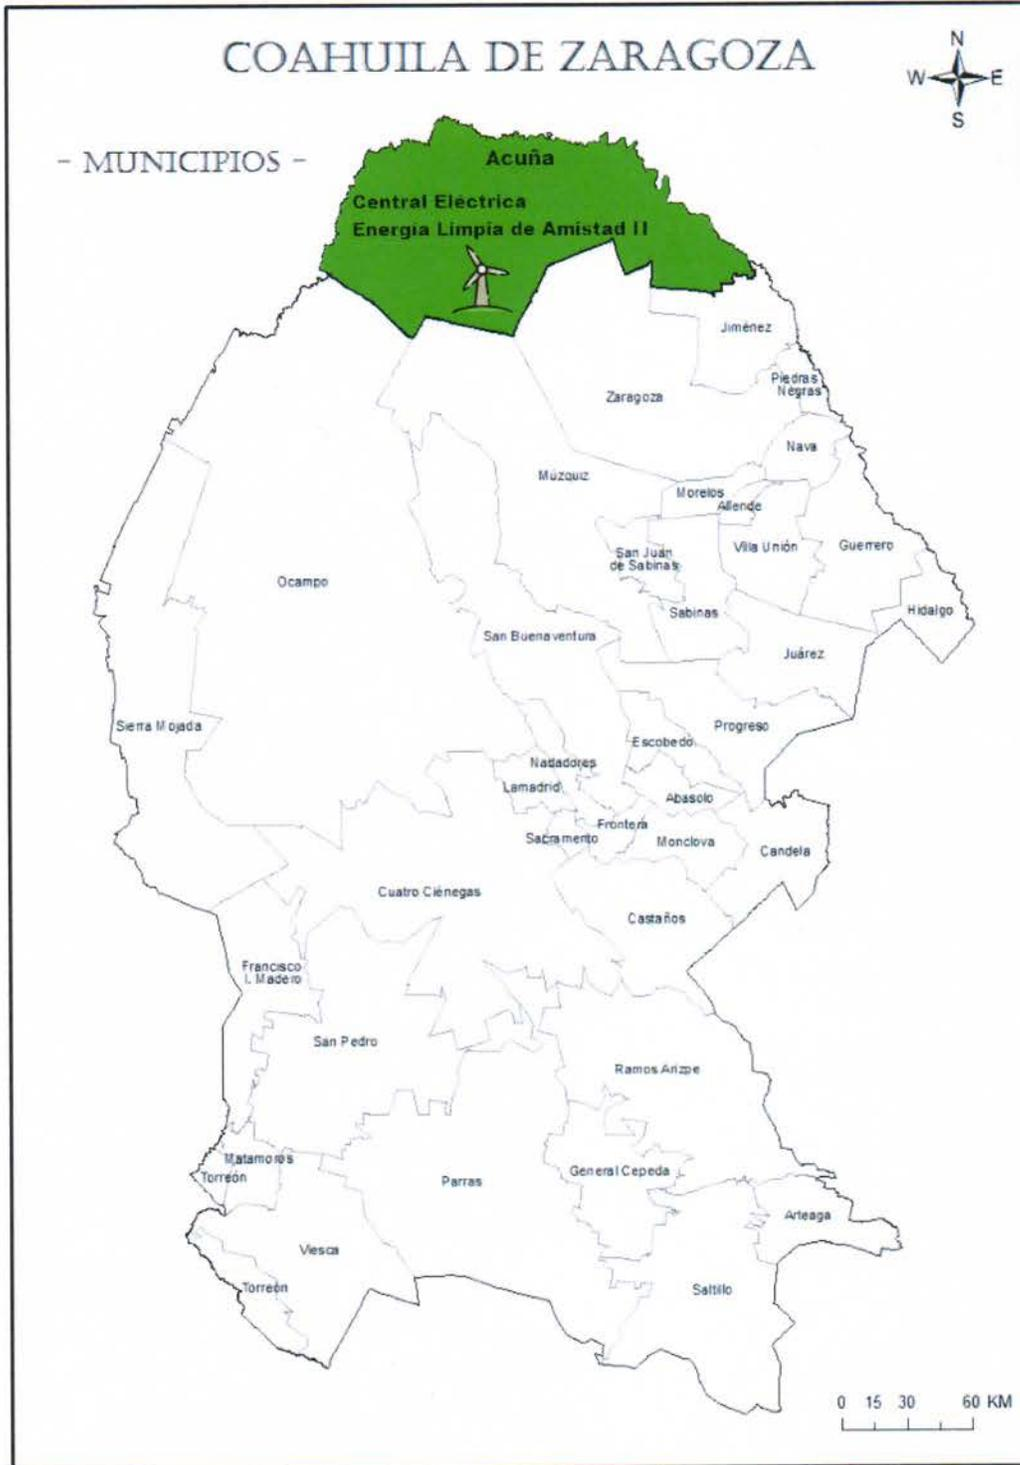 COAHUILA DE ZARAGOZA
N
W E
S
- MUNICIPIOS -
Acuña
Central Eléctrica
Energía Limpia de Amistad II
Jiménez
Piedras
Negras
Zaragoza
Nava
Múzquiz
Morelos
Allende
Villa Unión
Guerrero
San Juan
de Sabinas
Ocampo
Hidalgo
Sabinas
San Buenaventura
Juárez
Sierra Mojada
Progreso
Escobedo
Nadadores
Lamadrid
Abasolo
Frontera
Sacramento
Monclova
Candela
Cuatro Ciénegas
Castaños
Francisco
I. Madero
San Pedro
Ramos Arizpe
Matamoros
Torreón
General Cepeda
Parras
Arteaga
Viesca
Torreón
Saltillo
0 15 30 60 KM